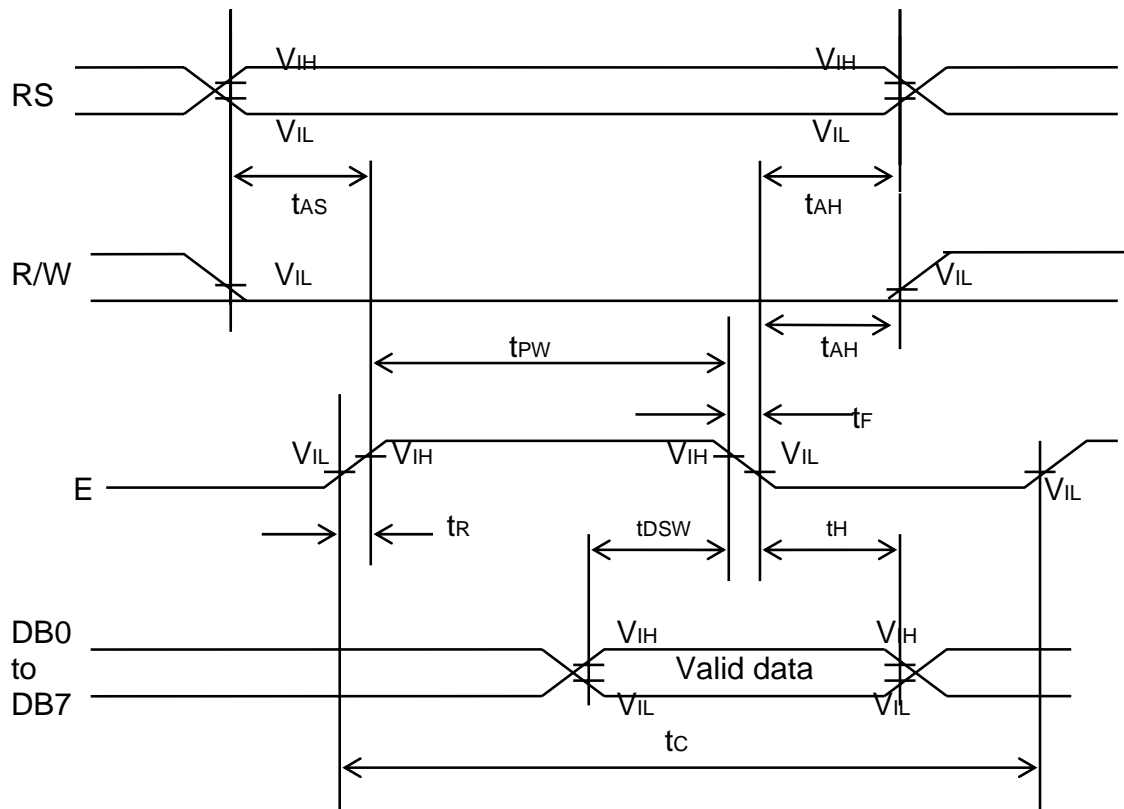 VIH VIH
RS
VIL VIL
tAS tAH
R/W VIL VIL
tPW tAH
tF
VIL VIH VIH VIL
E VIL
tR tDSW tH
DB0 VIH VIH
to Valid data
DB7 VIL VIL
tC